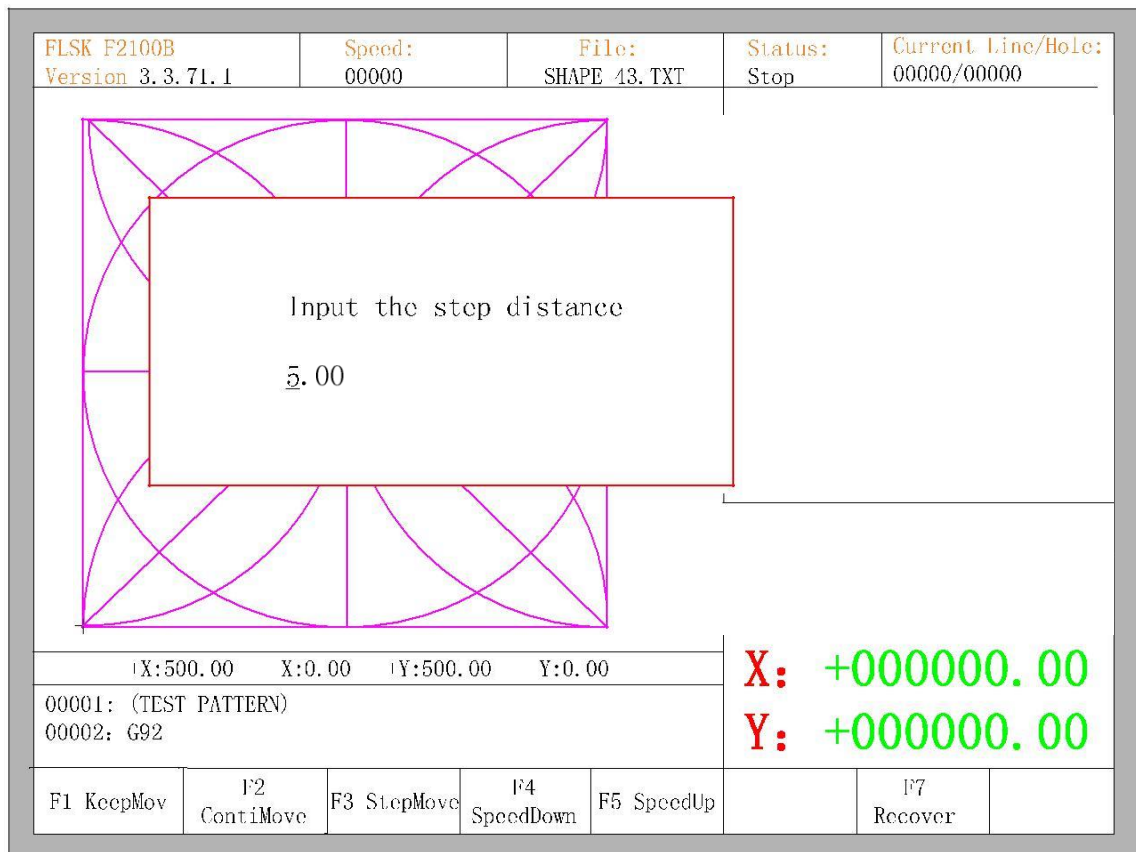 FLSK F2100B
Version 3.3.71.1
Speed:
00000
File:
SHAPE 43.TXT
Status:
Stop
Current Line/Hole:
00000/00000
Input the step distance
5.00
+X:500.00 X:0.00 +Y:500.00 Y:0.00
X: +000000.00
Y: +000000.00
00001: (TEST PATTERN)
00002: G92
F1 KeepMov
F2
ContiMove
F3 StepMove
F4
SpeedDown
F5 SpeedUp
F7
Recover